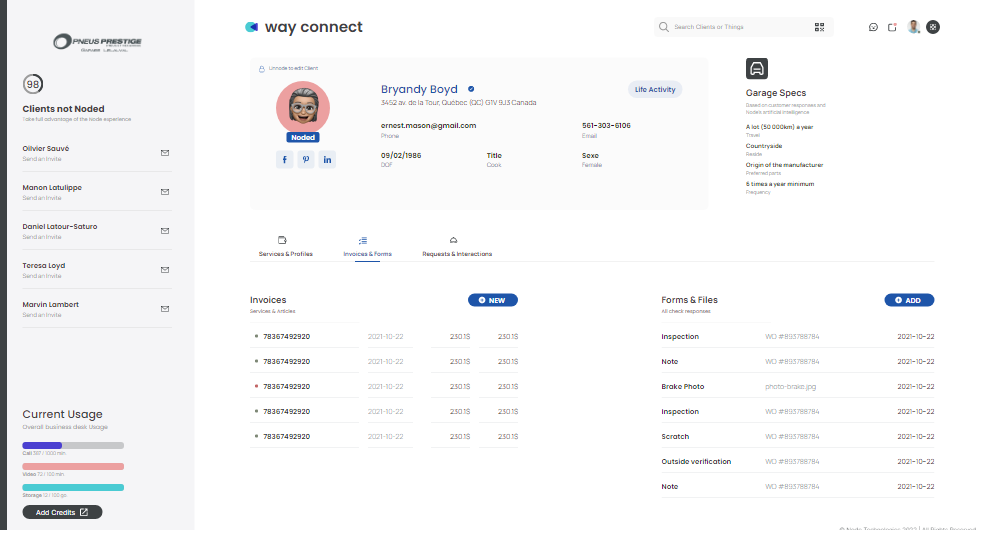 PNEUS PRESTIGE
98
Clients not Noded
Take full advantage of the Node experience
Olivier Sauvé
Send an Invite
Manon Latulippe
Send an Invite
Daniel Latour-Saturo
Send an Invite
Teresa Loyd
Send an Invite
Marvin Lambert
Send an Invite
Current Usage
Overall business desk Usage
Call 597 / 1000 min
Video 73 / 100 min
Storage 12 / 100 go
Add Credits
way connect
Search Clients or Things
Unnode to edit Client
Noded
Bryandy Boyd
3452 av. de la Tour, Québec (QC) G1V 9J3 Canada
Life Activity
ernest.mason@gmail.com
Phone
561-303-6106
Email
09/02/1986
DOF
Title
Cook
Sexe
Female
Garage Specs
Based on customer responses and
Node's artificial intelligence.
A lot (50 000km) a year
Travel
Countryside
Reside
Origin of the manufacturer
Preferred parts
6 times a year minimum
Frequency
Services & Profiles
Invoices & Forms
Requests & Interactions
Invoices
Services & Articles
NEW
78367492920 2021-10-22 230.1$ 230.1$
78367492920 2021-10-22 230.1$ 230.1$
78367492920 2021-10-22 230.1$ 230.1$
78367492920 2021-10-22 230.1$ 230.1$
78367492920 2021-10-22 230.1$ 230.1$
Forms & Files
All check responses
ADD
Inspection WO #893788784 2021-10-22
Note WO #893788784 2021-10-22
Brake Photo photo-brake.jpg 2021-10-22
Inspection WO #893788784 2021-10-22
Scratch WO #893788784 2021-10-22
Outside verification WO #893788784 2021-10-22
Note WO #893788784 2021-10-22